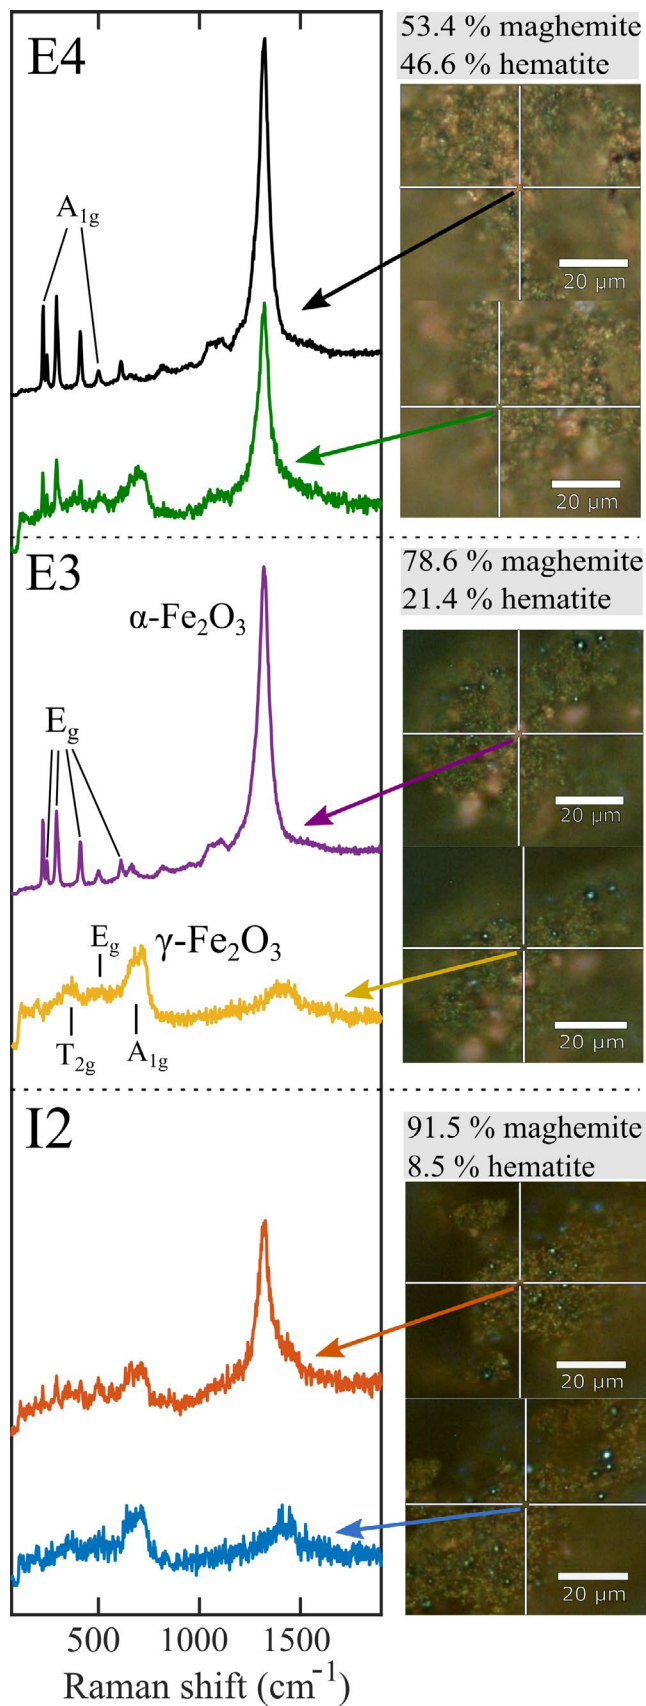 E4
53.4 % maghemite
46.6 % hematite
A1g
20 µm
20 µm
E3
78.6 % maghemite
21.4 % hematite
α-Fe2O3
Eg
20 µm
Eg
γ-Fe2O3
T2g
A1g
20 µm
I2
91.5 % maghemite
8.5 % hematite
20 µm
20 µm
500 1000 1500
Raman shift (cm-1)